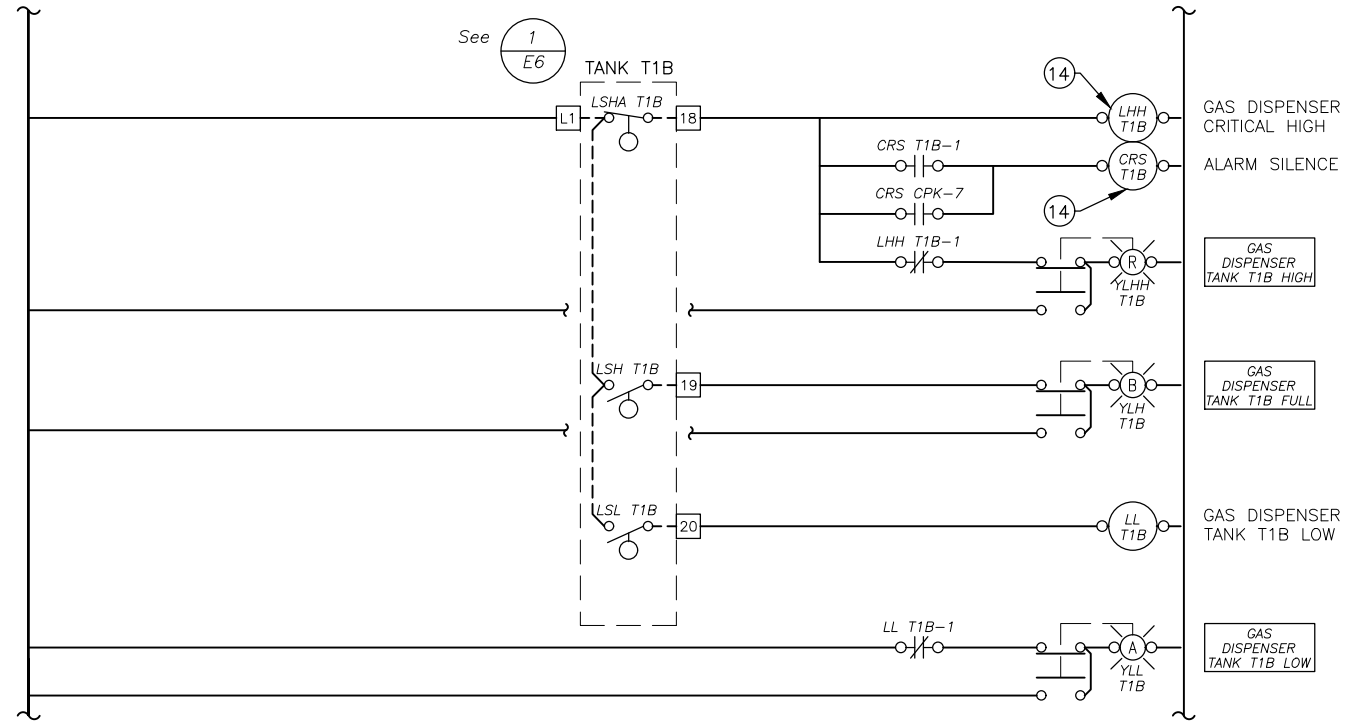 See
1
E6
TANK T1B
LSHA T1B
L1
18
14
LHH
T1B
GAS DISPENSER
CRITICAL HIGH
CRS T1B-1
CRS
T1B
ALARM SILENCE
CRS CPK-7
14
LHH T1B-1
R
YLHH
T1B
GAS
DISPENSER
TANK T1B HIGH
LSH T1B
19
B
YLH
T1B
GAS
DISPENSER
TANK T1B FULL
LSL T1B
20
LL
T1B
GAS DISPENSER
TANK T1B LOW
LL T1B-1
A
YLL
T1B
GAS
DISPENSER
TANK T1B LOW